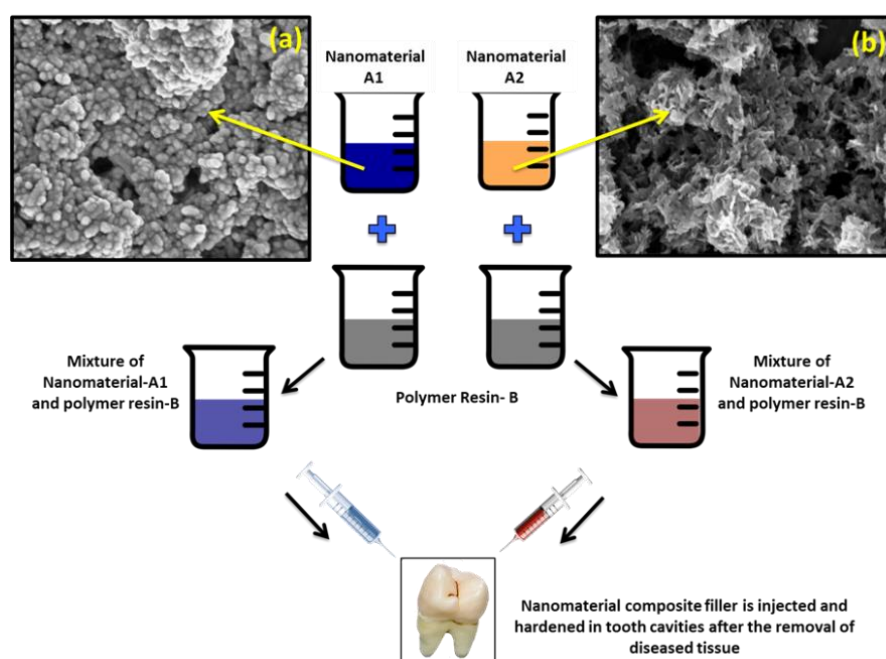 (a)
Nanomaterial
A1
Nanomaterial
A2
(b)
Mixture of
Nanomaterial-A1
and polymer resin-B
Polymer Resin- B
Mixture of
Nanomaterial-A2
and polymer resin-B
Nanomaterial composite filler is injected and
hardened in tooth cavities after the removal of
diseased tissue